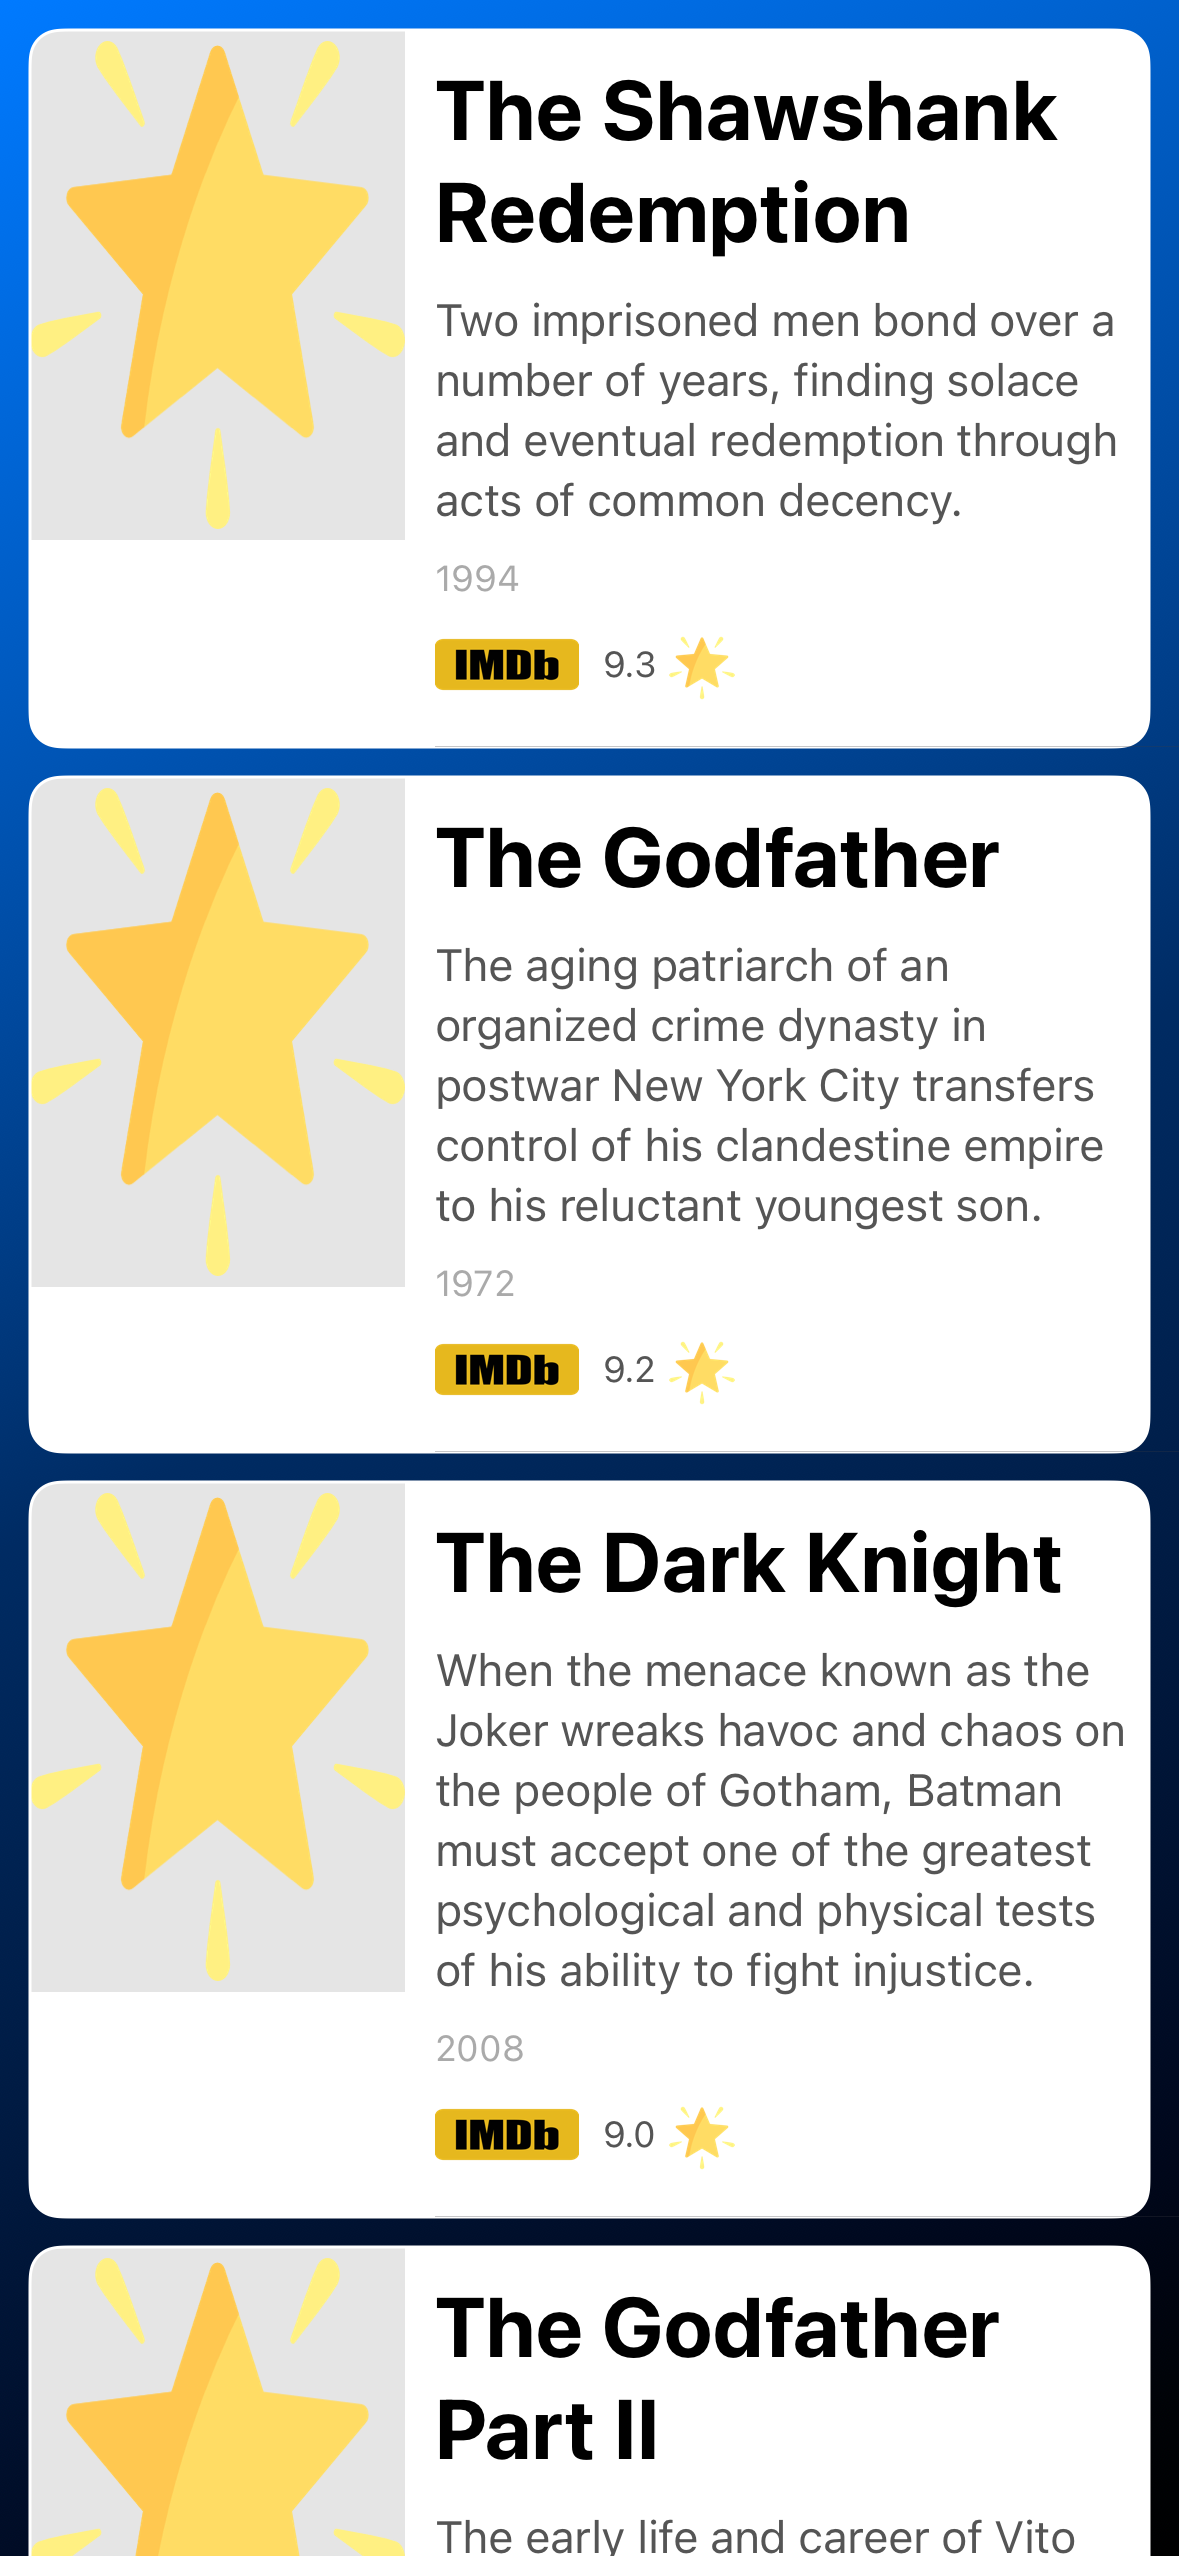 The Shawshank
Redemption
Two imprisoned men bond over a
number of years, finding solace
and eventual redemption through
acts of common decency.
1994
IMDb 9.3
The Godfather
The aging patriarch of an
organized crime dynasty in
postwar New York City transfers
control of his clandestine empire
to his reluctant youngest son.
1972
IMDb 9.2
The Dark Knight
When the menace known as the
Joker wreaks havoc and chaos on
the people of Gotham, Batman
must accept one of the greatest
psychological and physical tests
of his ability to fight injustice.
2008
IMDb 9.0
The Godfather
Part II
The early life and career of Vito